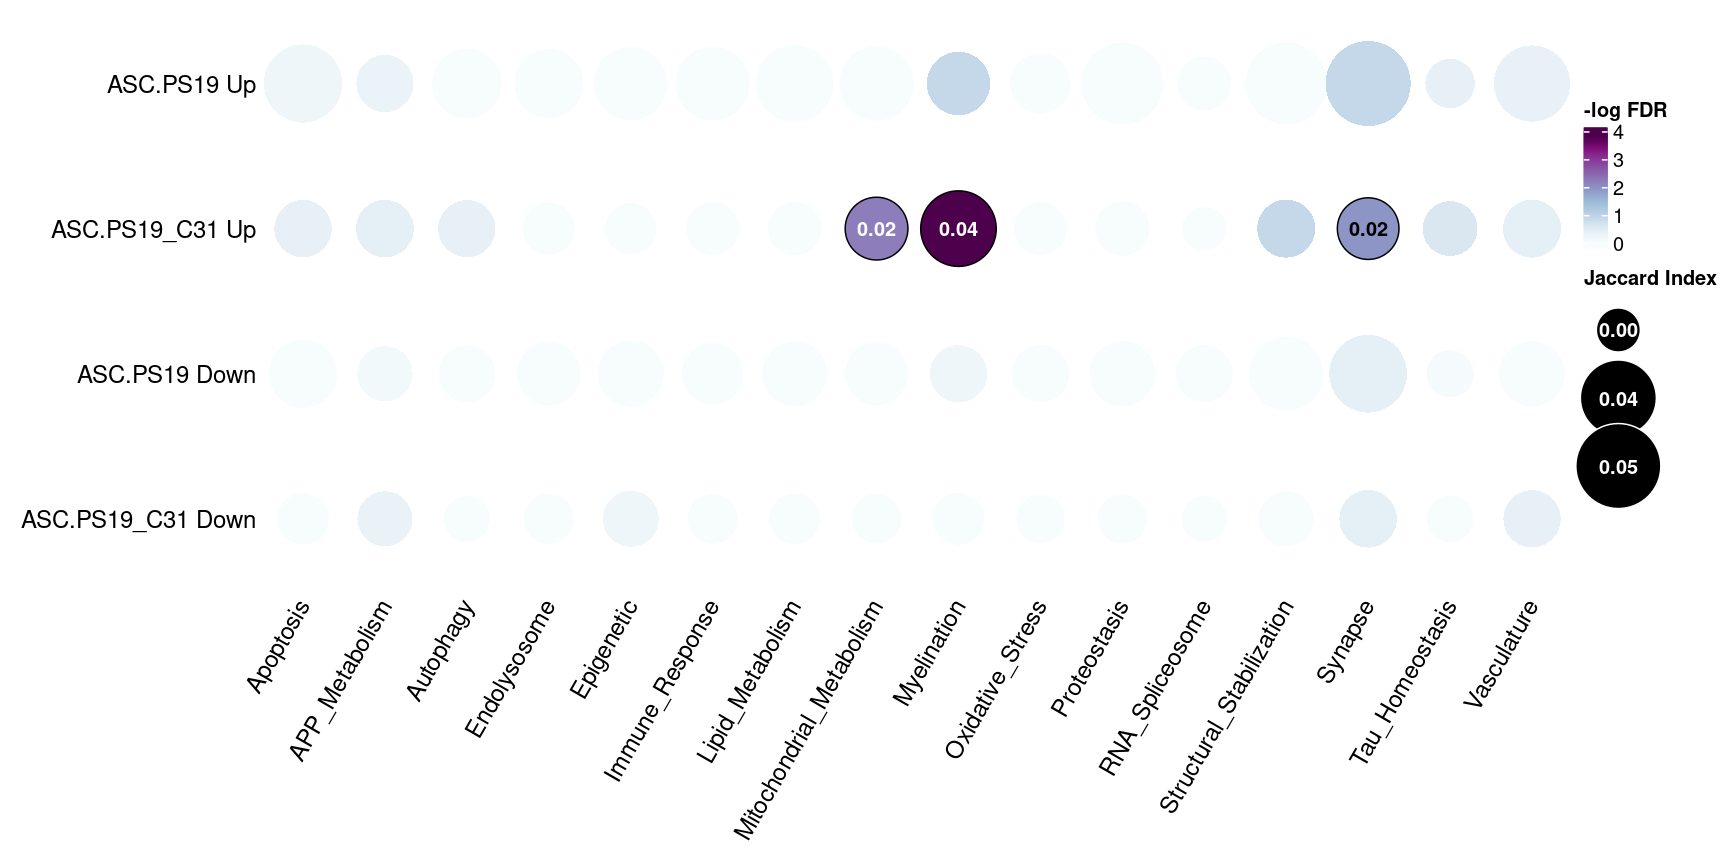 ASC.PS19 Up
ASC.PS19_C31 Up
0.02
0.04
0.02
ASC.PS19 Down
ASC.PS19_C31 Down
Apoptosis
APP_Metabolism
Autophagy
Endolysosome
Epigenetic
Immune_Response
Lipid_Metabolism
Mitochondrial_Metabolism
Myelination
Oxidative_Stress
Proteostasis
RNA_Spliceosome
Structural_Stabilization
Synapse
Tau_Homeostasis
Vasculature
-log FDR
4
3
2
1
0
Jaccard Index
0.00
0.04
0.05